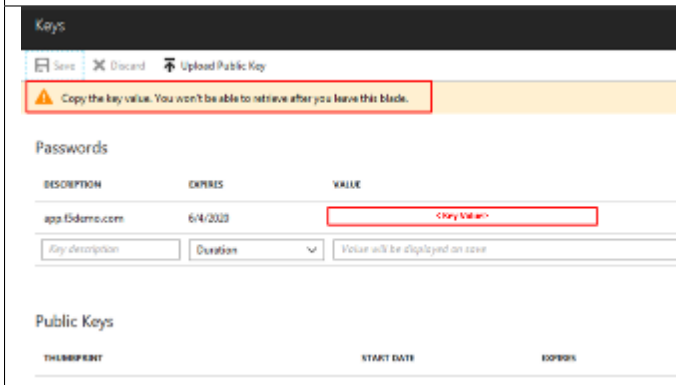 Keys
Save Discard Upload Public Key
Copy the key value. You won't be able to retrieve after you leave this blade.
Passwords
DESCRIPTION EXPIRES VALUE
app.f5demo.com 6/4/2020 <Key Value>
Key description Duration Value will be displayed on save
Public Keys
THUMBPRINT START DATE EXPIRES